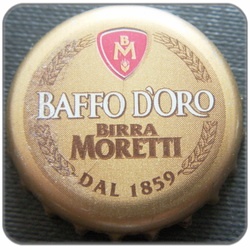 BM
BAFFO D'ORO
BIRRA
MORETTI
DAL 1859